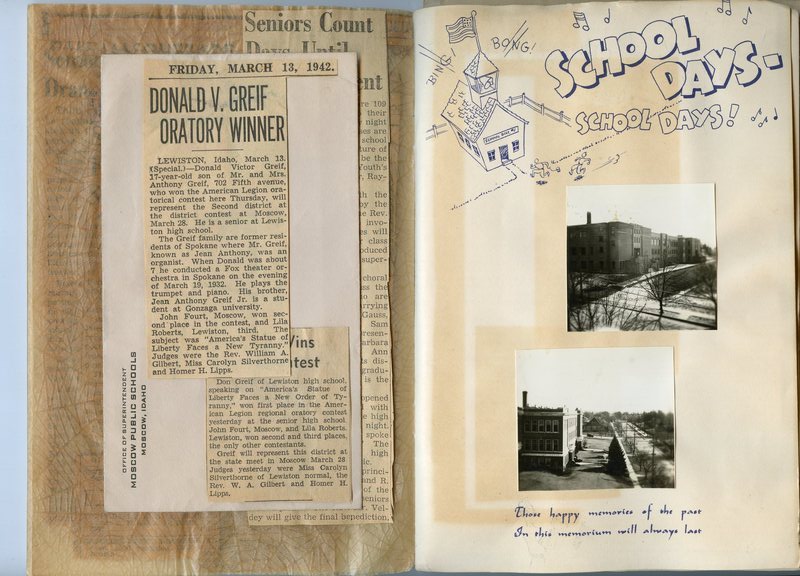 Seniors Count
Days Until
FRIDAY, MARCH 13, 1942.
DONALD V. GREIF
ORATORY WINNER
LEWISTON, Idaho, March 13.
(Special.)—Donald Victor Greif,
17-year-old son of Mr. and Mrs.
Anthony Greif, 702 Fifth avenue,
who won the American Legion ora-
torical contest here Thursday, will
represent the Second district at
the district contest at Moscow,
March 28. He is a senior at Lewis-
ton high school.
The Greif family are former resi-
dents of Spokane where Mr. Greif,
known as Jean Anthony, was an
organist. When Donald was about
7 he conducted a Fox theater or-
chestra in Spokane on the evening
of March 19, 1932. He plays the
trumpet and piano. His brother,
Jean Anthony Greif Jr. is a stu-
dent at Gonzaga university.
John Fourt, Moscow, won sec-
ond place in the contest, and Lila
Roberts, Lewiston, third. The
subject was "America's Statue of
Liberty Faces a New Tyranny."
Judges were the Rev. William A.
Gilbert, Miss Carolyn Silverthorne
and Homer H. Lipps.
Don Greif of Lewiston high school,
speaking on "America's Statue of
Liberty Faces a New Order of Ty-
ranny," won first place in the Amer-
ican Legion regional oratory contest
yesterday at the senior high school.
John Fourt, Moscow, and Lila Roberts,
Lewiston, won second and third places,
the only other contestants.
Greif will represent this district at
the state meet in Moscow March 28
Judges yesterday were Miss Carolyn
Silverthorne of Lewiston normal, the
Rev. W. A. Gilbert and Homer H.
Lipps.
dey will give the final benediction.
OFFICE OF SUPERINTENDENT
MOSCOW PUBLIC SCHOOLS
MOSCOW, IDAHO
BING!
BONG!
SCHOOL
DAYS-
SCHOOL DAYS!
Those happy memories of the past
In this memorium will always last